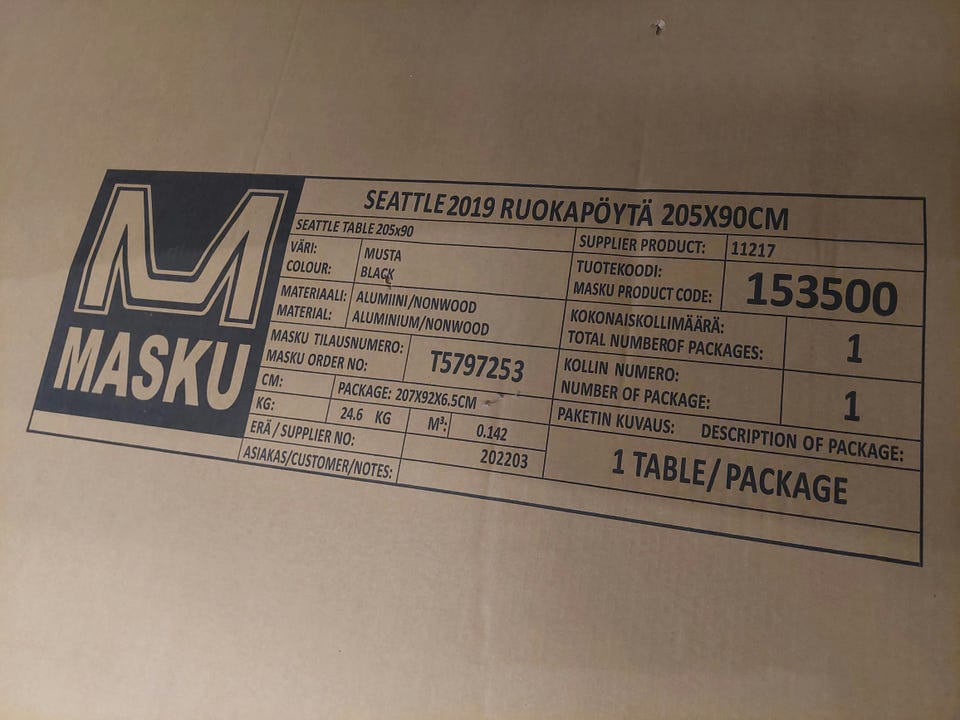 MASKU
SEATTLE 2019 RUOKAPÖYTÄ 205X90CM
SEATTLE TABLE 205x90
VÄRI: MUSTA
COLOUR: BLACK
MATERIAALI: ALUMIINI/NONWOOD
MATERIAL: ALUMINIUM/NONWOOD
MASKU TILAUSNUMERO:
MASKU ORDER NO: T5797253
CM: PACKAGE: 207X92X6.5CM
KG: 24.6 KG M³: 0.142
ERÄ / SUPPLIER NO: 202203
ASIAKAS/CUSTOMER/NOTES:
SUPPLIER PRODUCT: 11217
TUOTEKOODI:
MASKU PRODUCT CODE: 153500
KOKONAISKOLLIMÄÄRÄ:
TOTAL NUMBEROF PACKAGES: 1
KOLLIN NUMERO:
NUMBER OF PACKAGE: 1
PAKETIN KUVAUS: DESCRIPTION OF PACKAGE:
1 TABLE/ PACKAGE